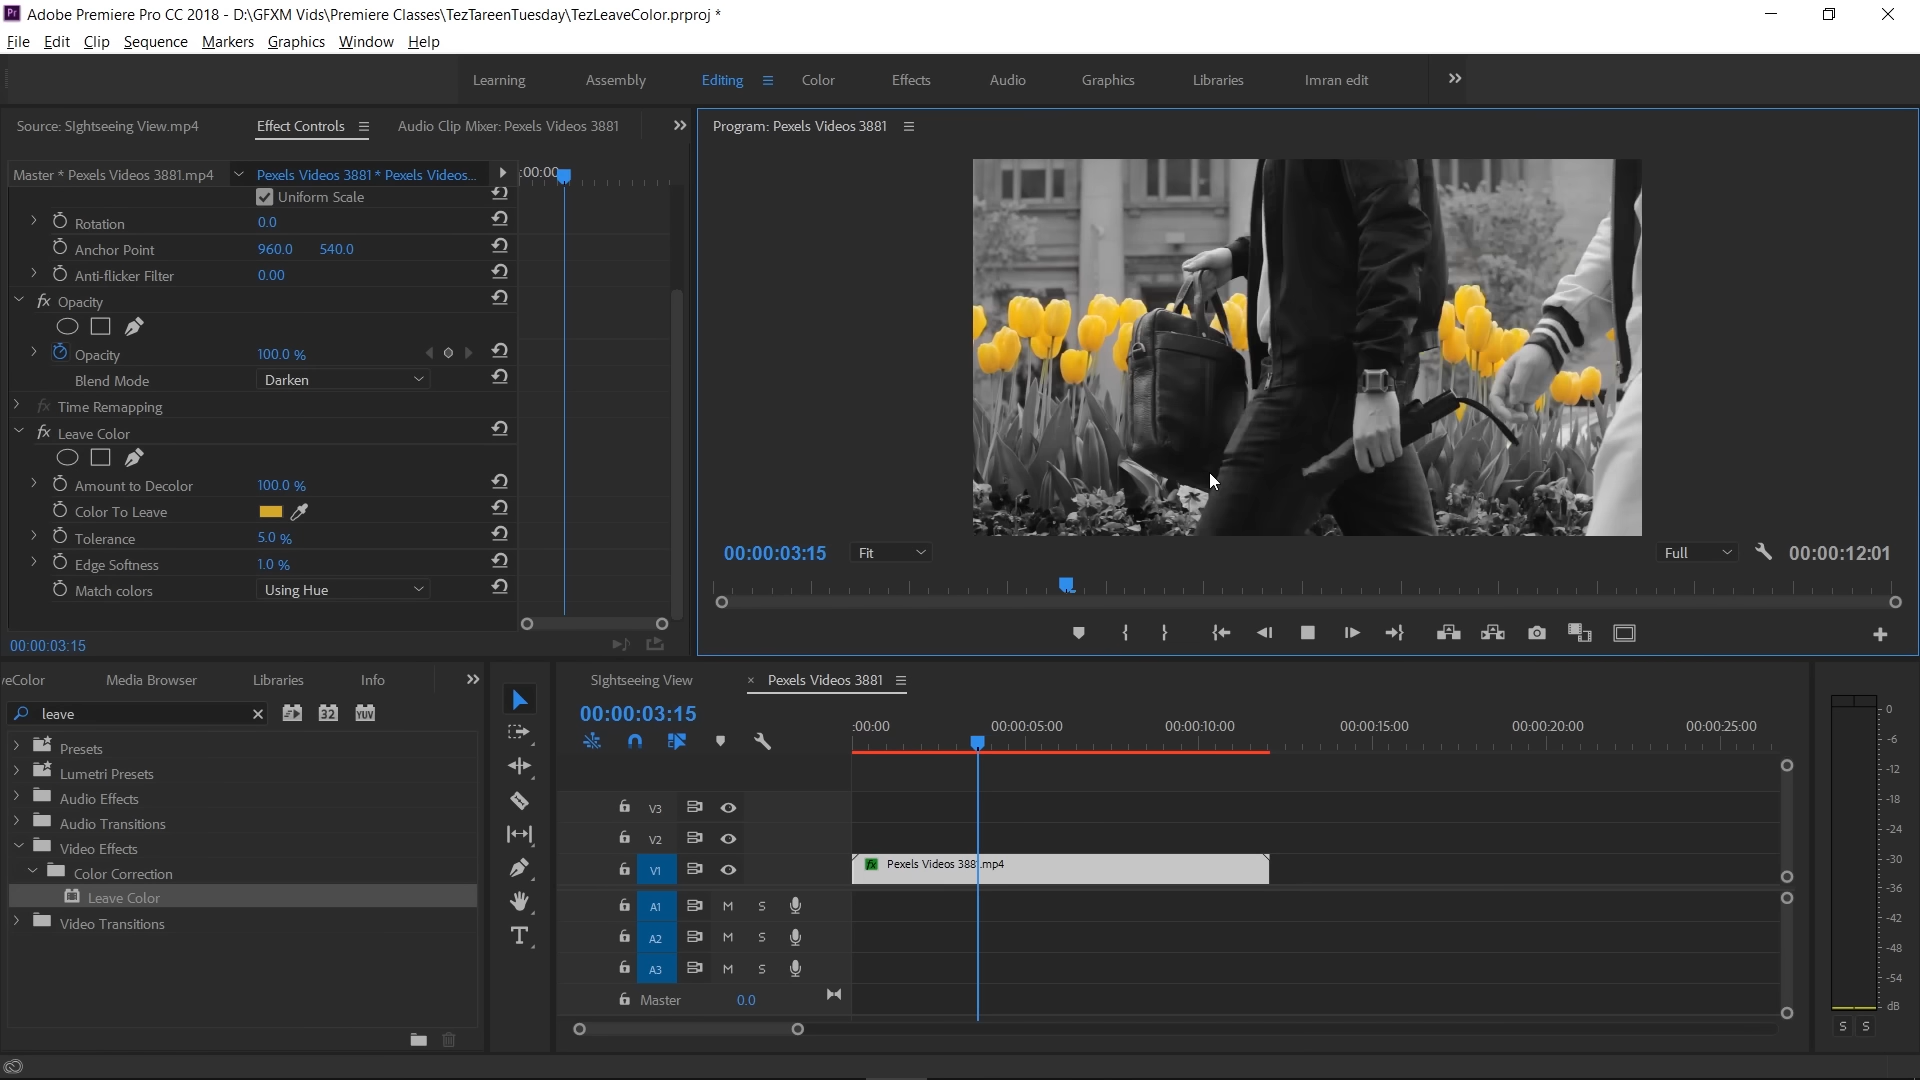 Pr Adobe Premiere Pro CC 2018 - D:\GFXM Vids\Premiere Classes\TezTareenTuesday\TezLeaveColor.prproj *
File Edit Clip Sequence Markers Graphics Window Help
Learning Assembly Editing Color Effects Audio Graphics Libraries Imran edit
Source: SIghtseeing View.mp4 Effect Controls Audio Clip Mixer: Pexels Videos 3881
Program: Pexels Videos 3881
Master * Pexels Videos 3881.mp4 Pexels Videos 3881 * Pexels Videos... :00:00
Uniform Scale
Rotation 0.0
Anchor Point 960.0 540.0
Anti-flicker Filter 0.00
fx Opacity
Opacity 100.0 %
Blend Mode Darken
fx Time Remapping
fx Leave Color
Amount to Decolor 100.0 %
Color To Leave
Tolerance 5.0 %
Edge Softness 1.0 %
Match colors Using Hue
00:00:03:15
00:00:03:15 Fit Full 00:00:12:01
veColor Media Browser Libraries Info
leave 32 YUV
Presets
Lumetri Presets
Audio Effects
Audio Transitions
Video Effects
Color Correction
Leave Color
Video Transitions
T
SIghtseeing View × Pexels Videos 3881
00:00:03:15
:00:00 00:00:05:00 00:00:10:00 00:00:15:00 00:00:20:00 00:00:25:00
V3
V2
V1 fx Pexels Videos 3881.mp4
A1 M S
A2 M S
A3 M S
Master 0.0
0
-6
-12
-18
-24
-30
-36
-42
-48
-54
dB
S S